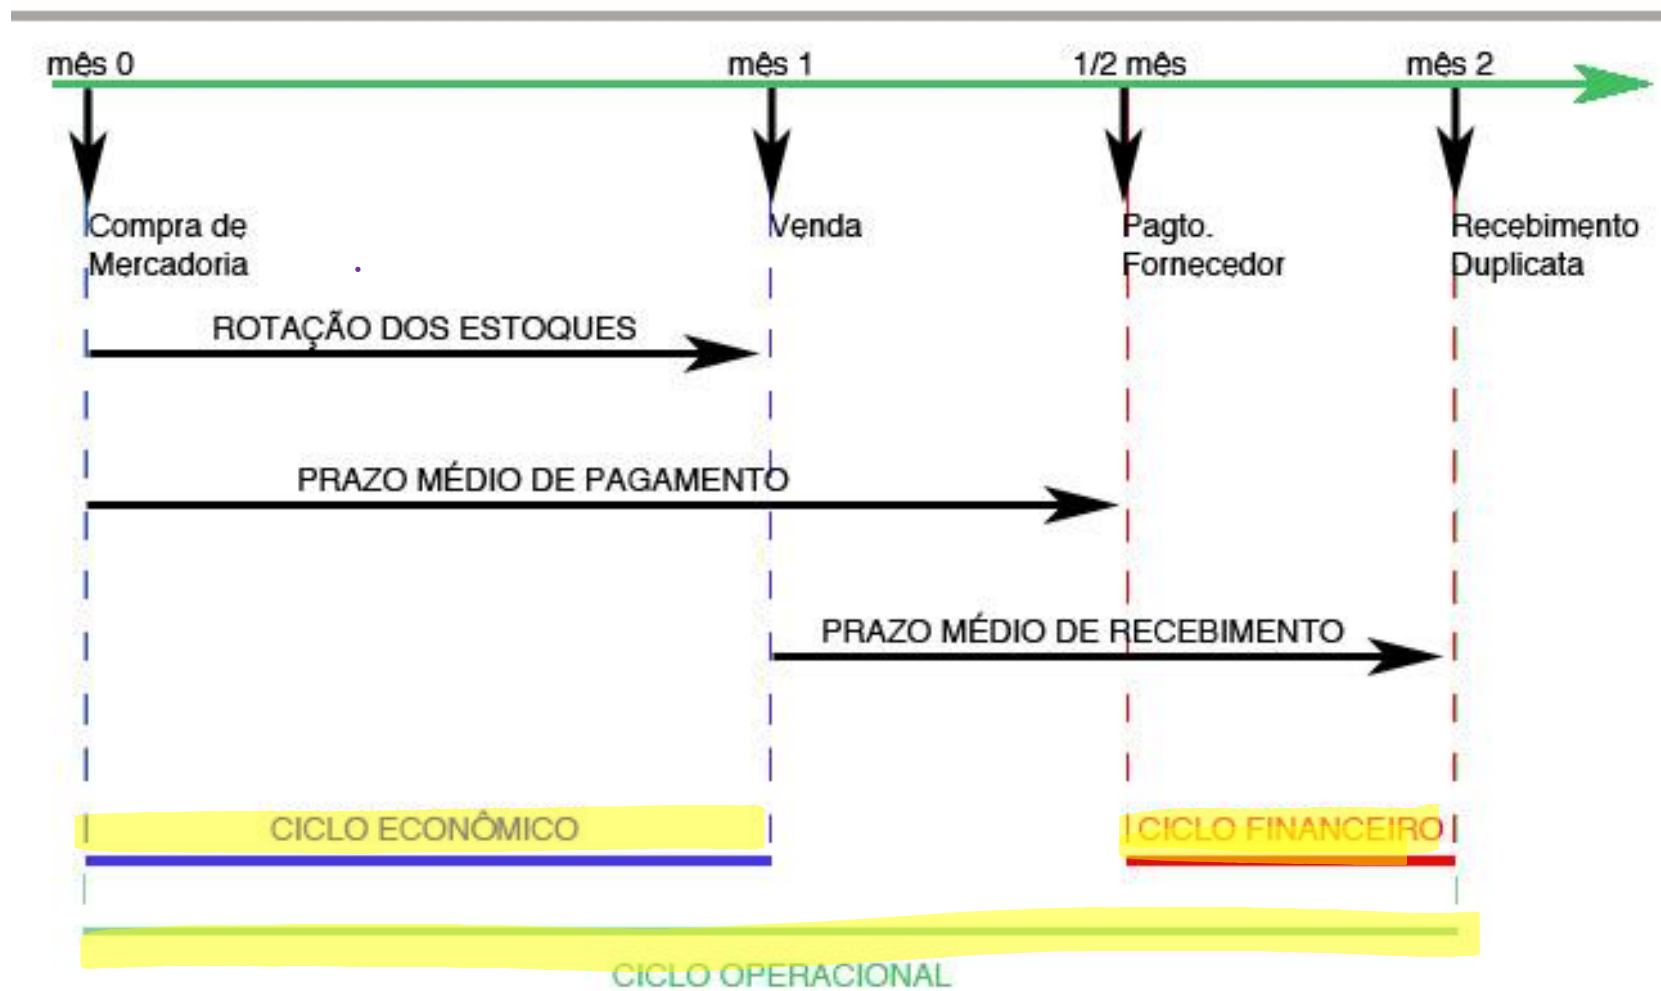 mês 0
mês 1
1/2 mês
mês 2
Compra de
Mercadoria
Venda
Pagto.
Fornecedor
Recebimento
Duplicata
ROTAÇÃO DOS ESTOQUES
PRAZO MÉDIO DE PAGAMENTO
PRAZO MÉDIO DE RECEBIMENTO
CICLO ECONÔMICO
CICLO FINANCEIRO
CICLO OPERACIONAL